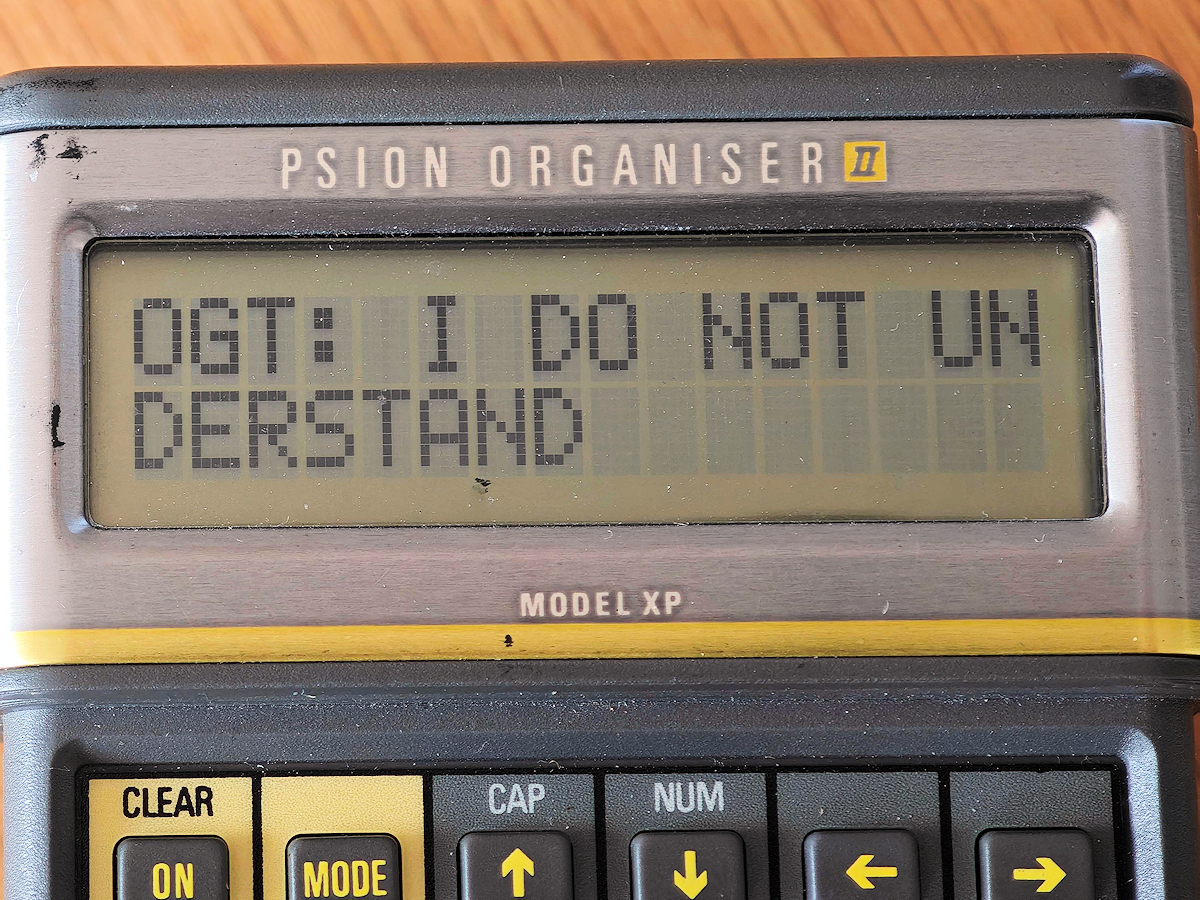 PSION ORGANISER II
OGT: I DO NOT UN
DERSTAND
MODEL XP
CLEAR CAP NUM
ON MODE ↑ ↓ ← →